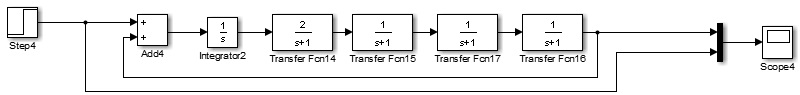 Step4
+
+
Add4
1
s
Integrator2
2
s+1
Transfer Fcn14
1
(s+1)
Transfer Fcn15
1
(s+1)
Transfer Fcn17
1
(s+1)
Transfer Fcn16
Scope4